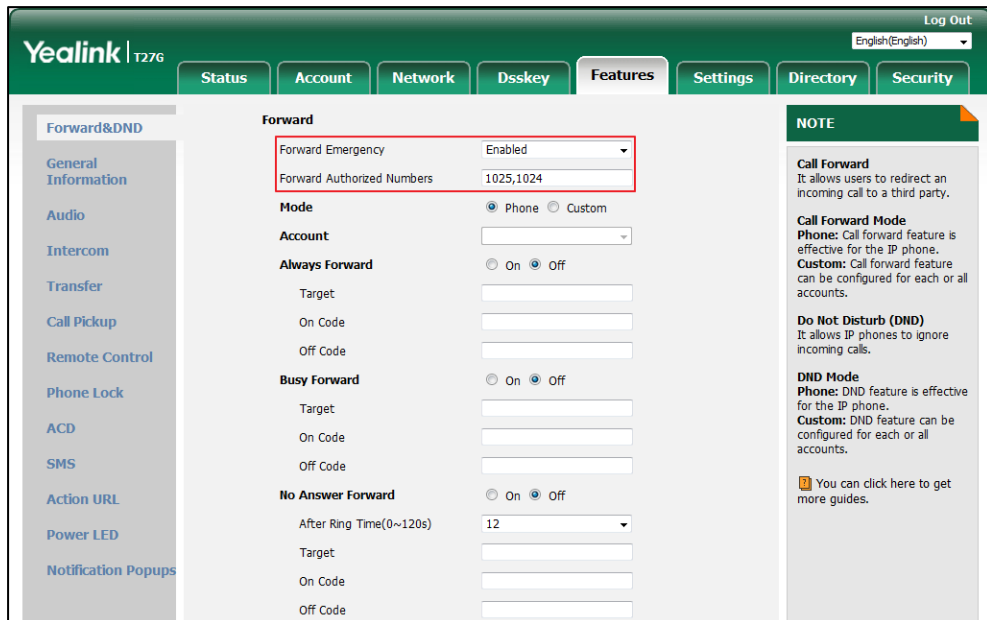 Log Out
English(English)
Yealink T27G
Status
Account
Network
Dsskey
Features
Settings
Directory
Security
Forward&DND
General
Information
Audio
Intercom
Transfer
Call Pickup
Remote Control
Phone Lock
ACD
SMS
Action URL
Power LED
Notification Popups
Forward
Forward Emergency Enabled
Forward Authorized Numbers 1025,1024
Mode Phone Custom
Account
Always Forward On Off
Target
On Code
Off Code
Busy Forward On Off
Target
On Code
Off Code
No Answer Forward On Off
After Ring Time(0~120s) 12
Target
On Code
Off Code
NOTE
Call Forward
It allows users to redirect an
incoming call to a third party.
Call Forward Mode
Phone: Call forward feature is
effective for the IP phone.
Custom: Call forward feature
can be configured for each or all
accounts.
Do Not Disturb (DND)
It allows IP phones to ignore
incoming calls.
DND Mode
Phone: DND feature is effective
for the IP phone.
Custom: DND feature can be
configured for each or all
accounts.
? You can click here to get
more guides.